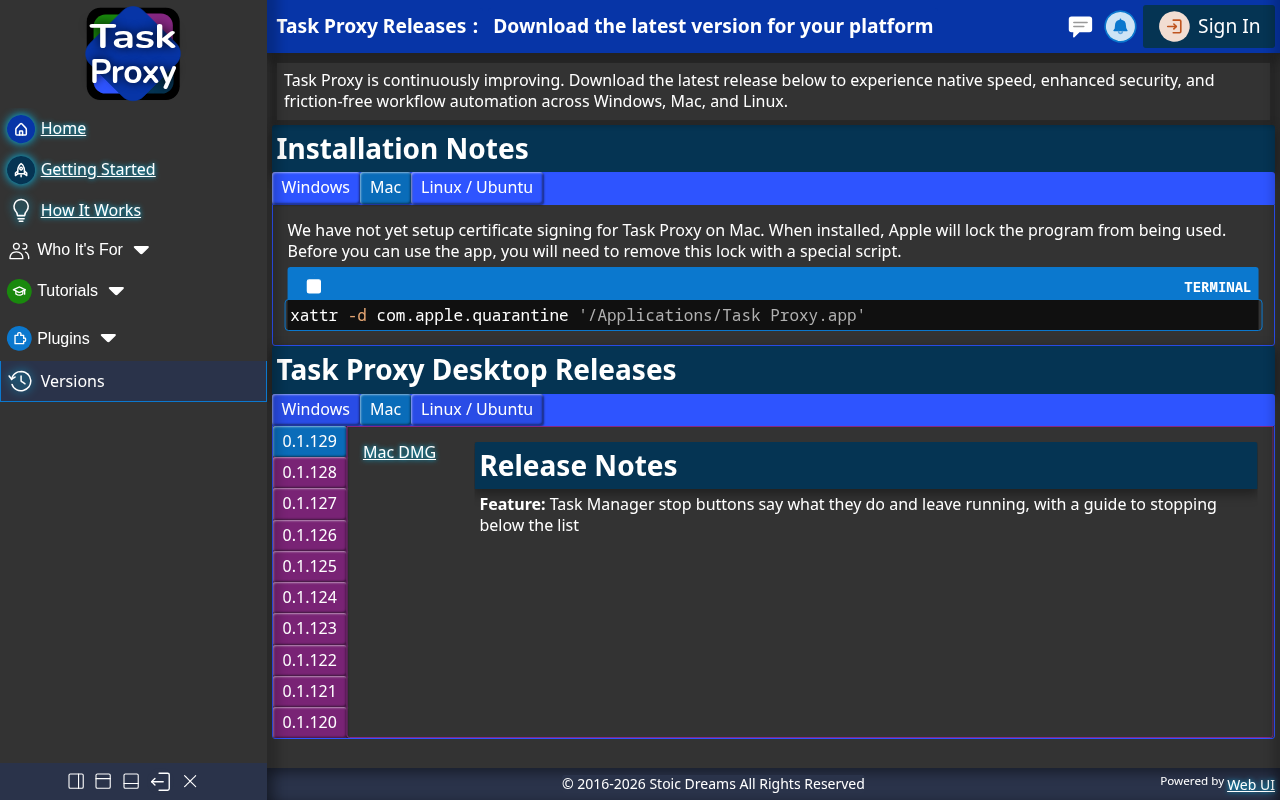 Task
Proxy
Home
Getting Started
How It Works
Who It's For
Tutorials
Plugins
Versions
Task Proxy Releases : Download the latest version for your platform
Sign In
Task Proxy is continuously improving. Download the latest release below to experience native speed, enhanced security, and
friction-free workflow automation across Windows, Mac, and Linux.
Installation Notes
Windows Mac Linux / Ubuntu
We have not yet setup certificate signing for Task Proxy on Mac. When installed, Apple will lock the program from being used.
Before you can use the app, you will need to remove this lock with a special script.
TERMINAL
xattr -d com.apple.quarantine '/Applications/Task Proxy.app'
Task Proxy Desktop Releases
Windows Mac Linux / Ubuntu
0.1.129
0.1.128
0.1.127
0.1.126
0.1.125
0.1.124
0.1.123
0.1.122
0.1.121
0.1.120
Mac DMG
Release Notes
Feature: Task Manager stop buttons say what they do and leave running, with a guide to stopping
below the list
© 2016-2026 Stoic Dreams All Rights Reserved
Powered by Web UI